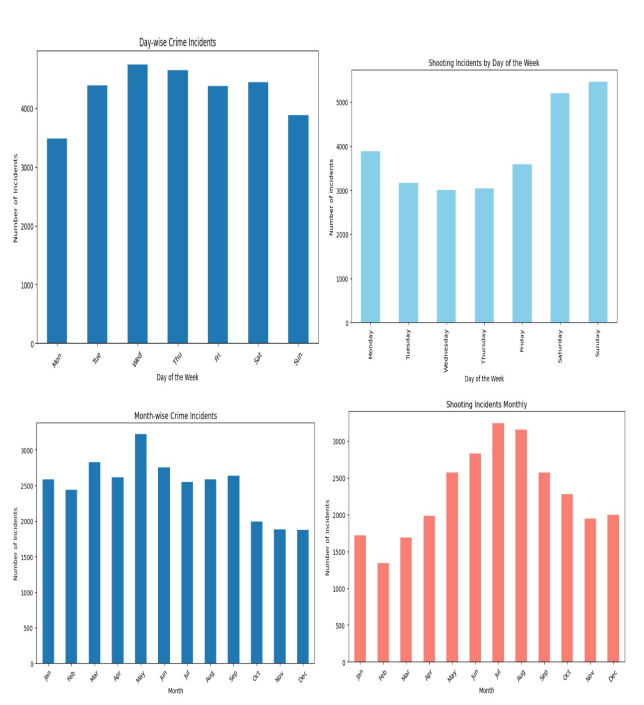 Day-wise Crime Incidents
Number of Incidents
4000
3000
2000
1000
0
Mon Tue Wed Thu Fri Sat Sun
Day of the Week
Shooting Incidents by Day of the Week
Number of Incidents
5000
4000
3000
2000
1000
0
Monday Tuesday Wednesday Thursday Friday Saturday Sunday
Day of the Week
Month-wise Crime Incidents
Number of Incidents
3000
2500
2000
1500
1000
500
0
Jan Feb Mar Apr May Jun Jul Aug Sep Oct Nov Dec
Month
Shooting Incidents Monthly
Number of Incidents
3000
2500
2000
1500
1000
500
0
Jan Feb Mar Apr May Jun Jul Aug Sep Oct Nov Dec
Month